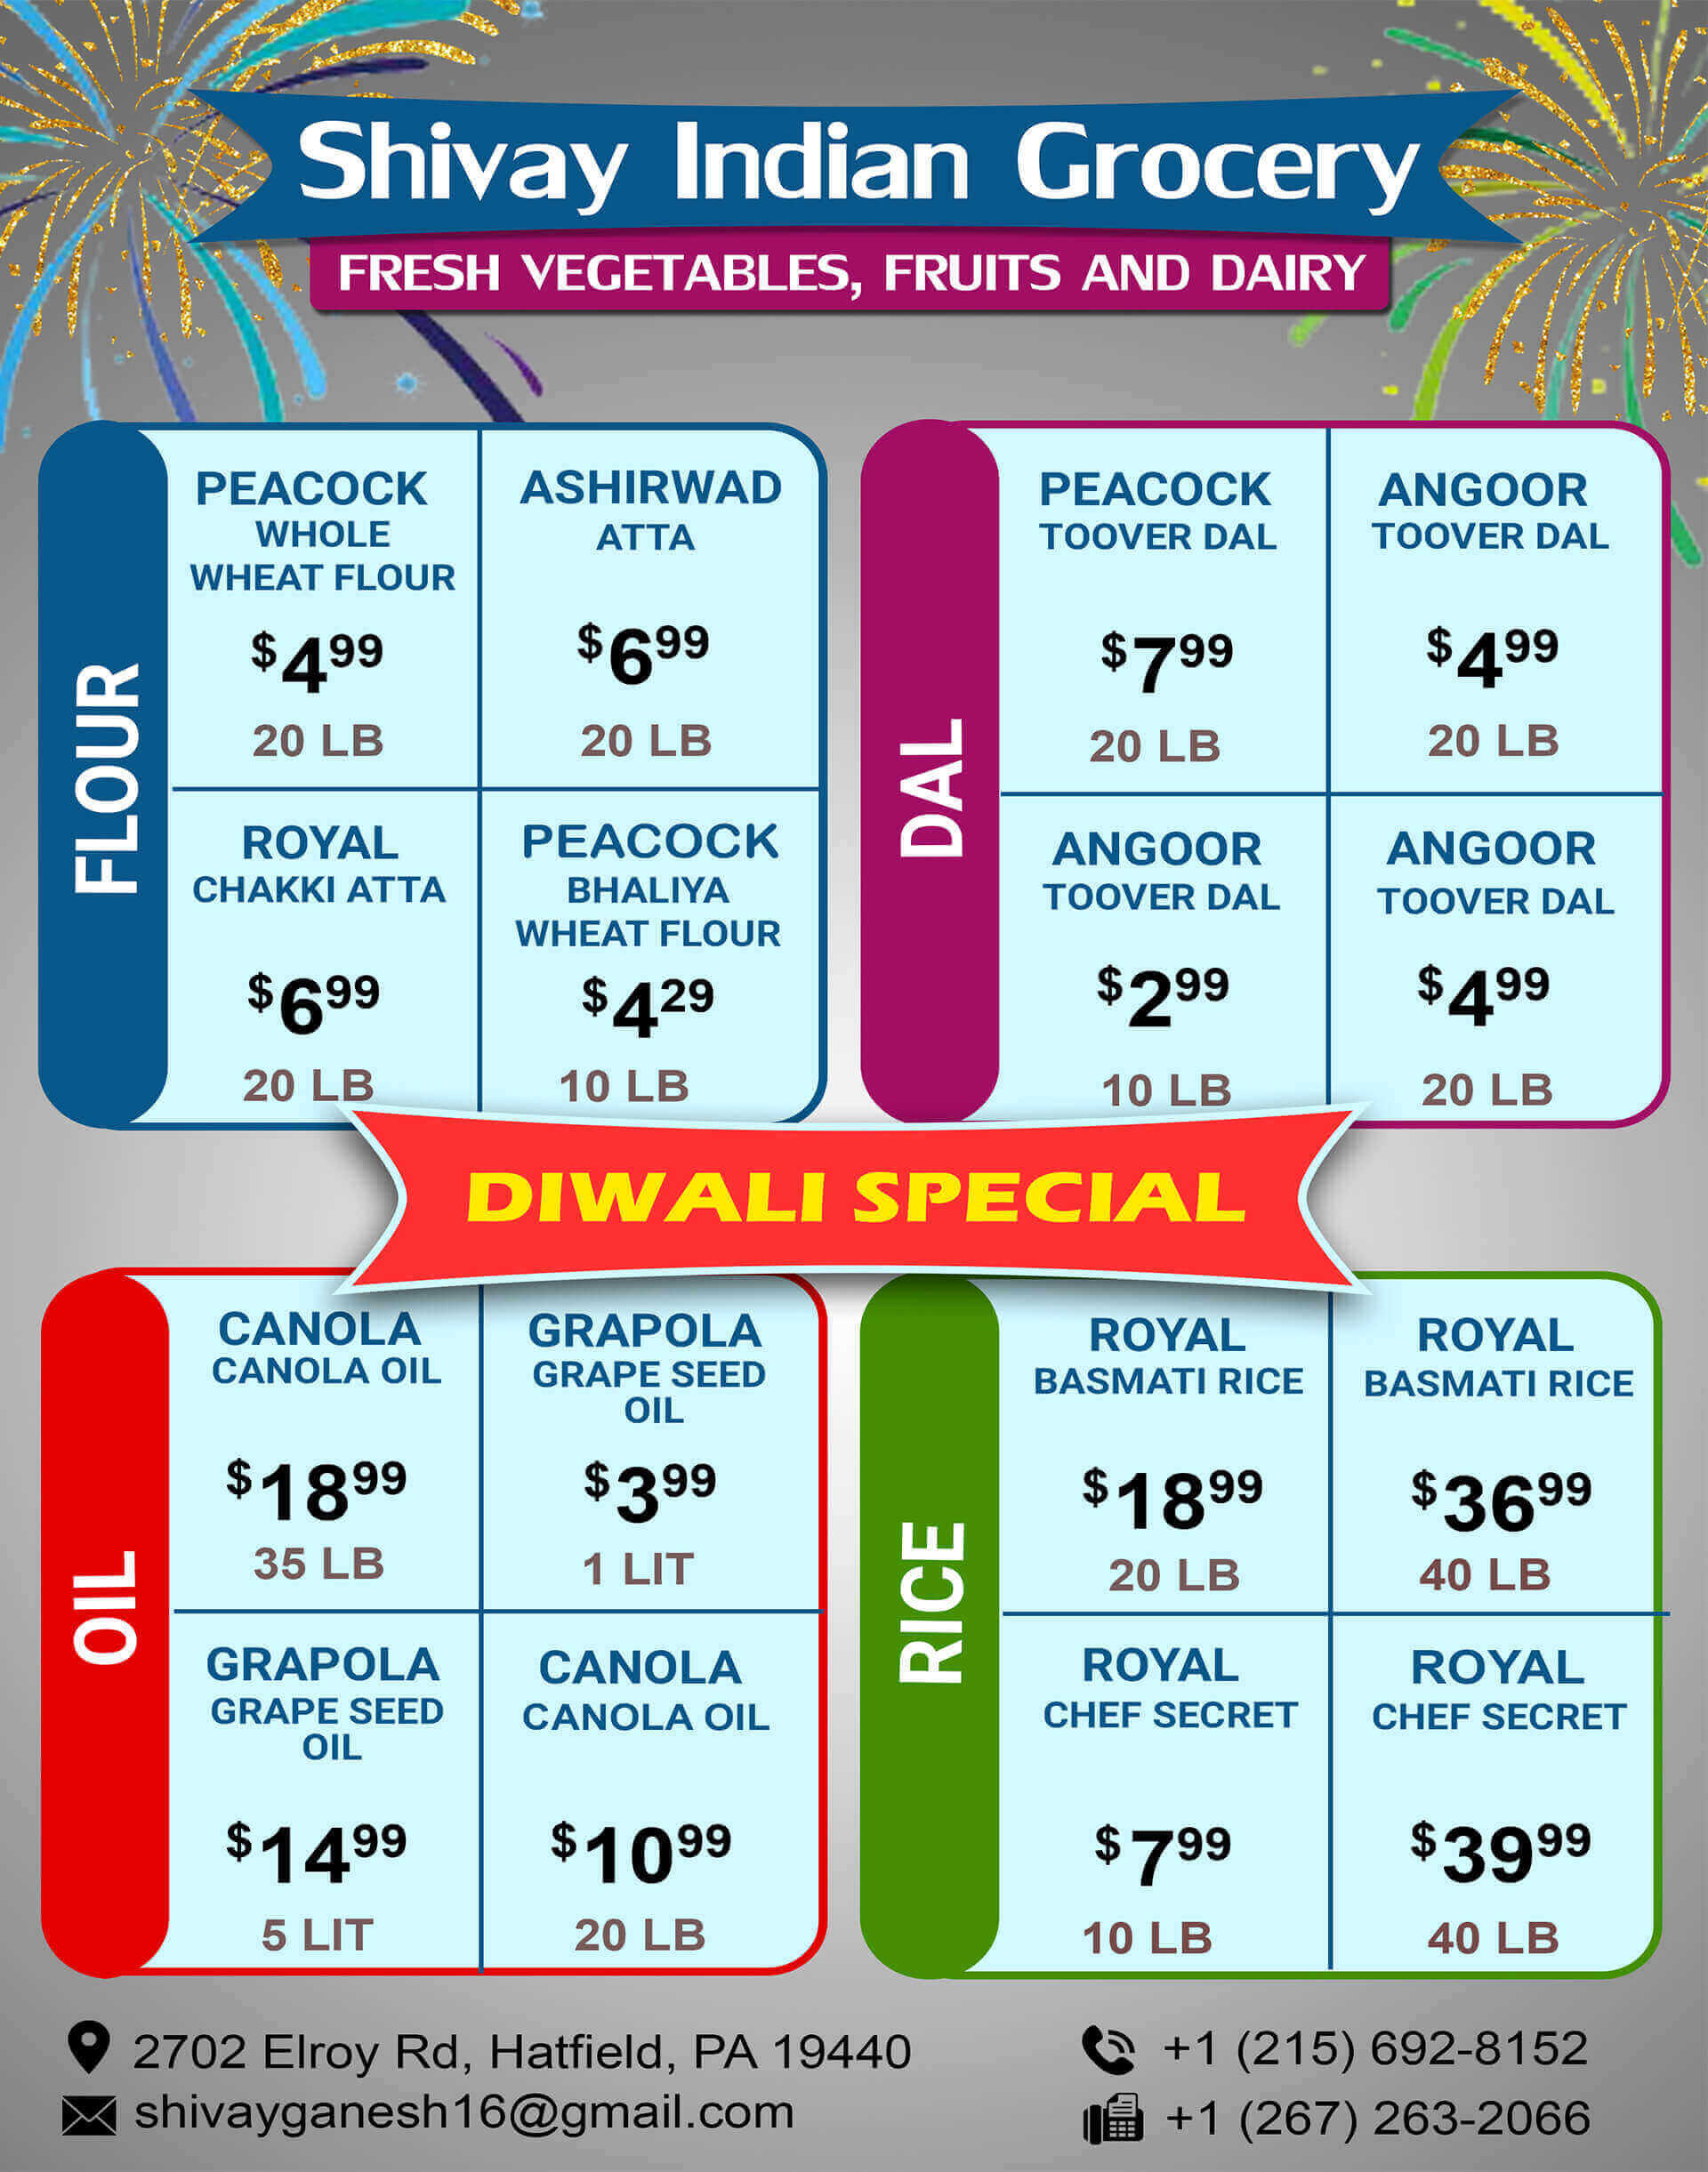 Shivay Indian Grocery
FRESH VEGETABLES, FRUITS AND DAIRY
FLOUR
PEACOCK
WHOLE
WHEAT FLOUR
$4.99
20 LB
ASHIRWAD
ATTA
$6.99
20 LB
ROYAL
CHAKKI ATTA
$6.99
20 LB
PEACOCK
BHALIYA
WHEAT FLOUR
$4.29
10 LB
DAL
PEACOCK
TOOVER DAL
$7.99
20 LB
ANGOOR
TOOVER DAL
$4.99
20 LB
ANGOOR
TOOVER DAL
$2.99
10 LB
ANGOOR
TOOVER DAL
$4.99
20 LB
DIWALI SPECIAL
OIL
CANOLA
CANOLA OIL
$18.99
35 LB
GRAPOLA
GRAPE SEED
OIL
$3.99
1 LIT
GRAPOLA
GRAPE SEED
OIL
$14.99
5 LIT
CANOLA
CANOLA OIL
$10.99
20 LB
RICE
ROYAL
BASMATI RICE
$18.99
20 LB
ROYAL
BASMATI RICE
$36.99
40 LB
ROYAL
CHEF SECRET
$7.99
10 LB
ROYAL
CHEF SECRET
$39.99
40 LB
2702 Elroy Rd, Hatfield, PA 19440
shivayganesh16@gmail.com
+1 (215) 692-8152
+1 (267) 263-2066